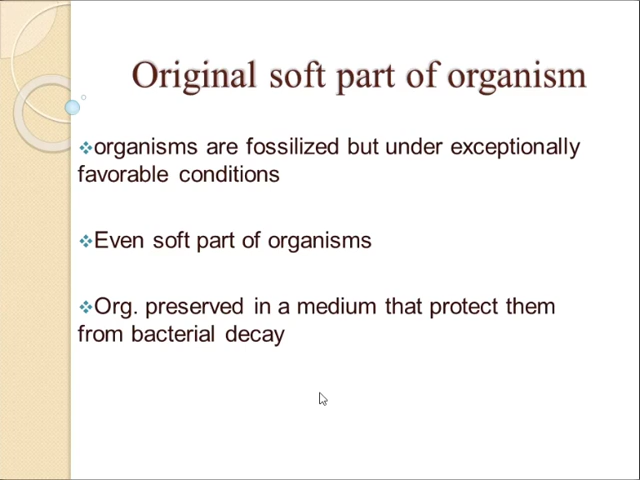 Original soft part of organism
❖organisms are fossilized but under exceptionally
favorable conditions
❖Even soft part of organisms
❖Org. preserved in a medium that protect them
from bacterial decay